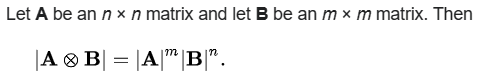 Let A be an n × n matrix and let B be an m × m matrix. Then
|A ⊗ B| = |A|^m |B|^n.